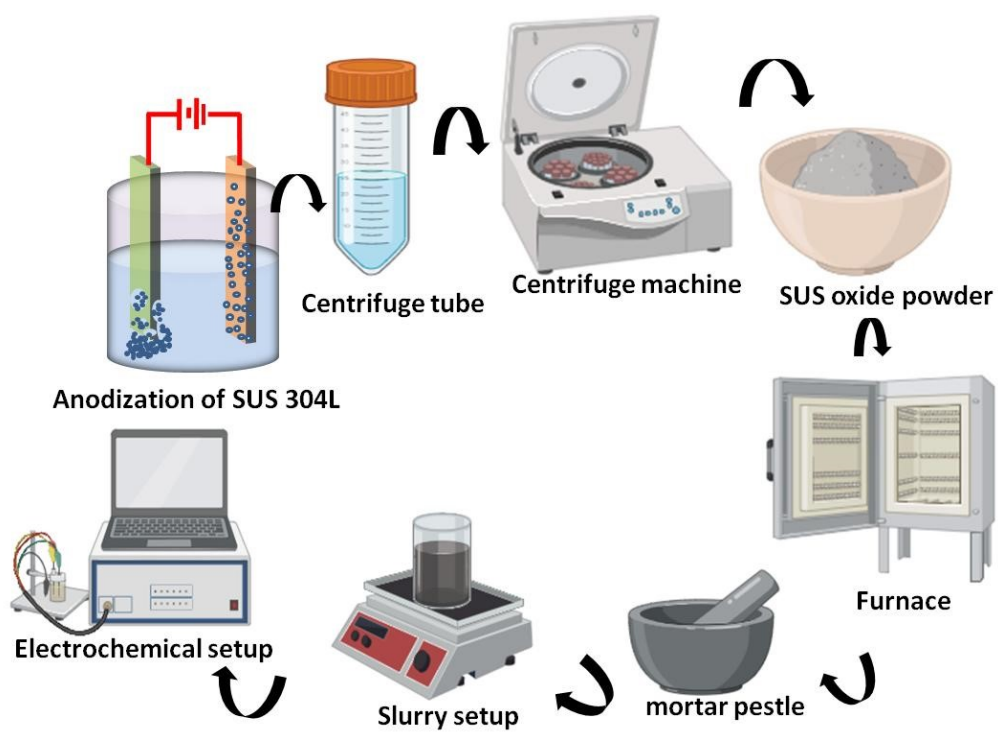 Anodization of SUS 304L
Centrifuge tube
Centrifuge machine
SUS oxide powder
Furnace
mortar pestle
Slurry setup
Electrochemical setup